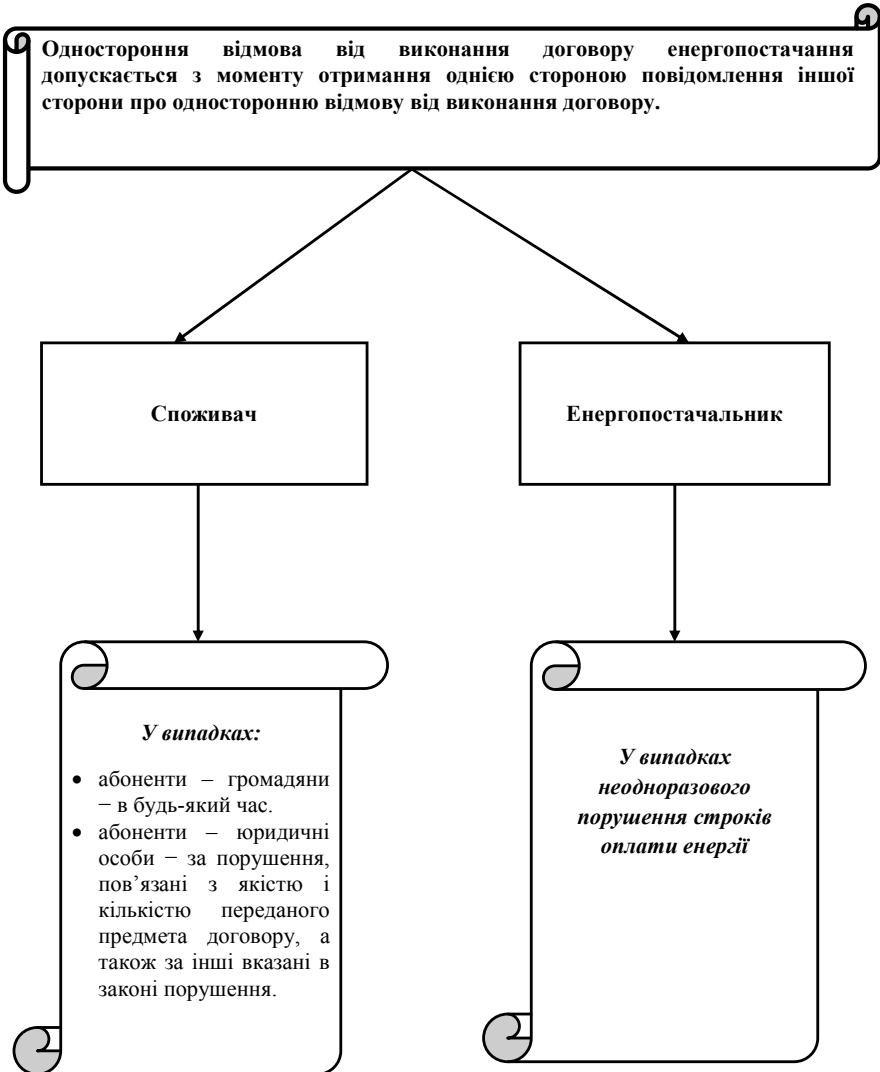 Одностороння відмова від виконання договору енергопостачання
допускається з моменту отримання однією стороною повідомлення іншої
сторони про односторонню відмову від виконання договору.
Споживач
Енергопостачальник
У випадках:
• абоненти – громадяни
− в будь-який час.
• абоненти – юридичні
особи − за порушення,
пов’язані з якістю і
кількістю переданого
предмета договору, а
також за інші вказані в
законі порушення.
У випадках
неодноразового
порушення строків
оплати енергії